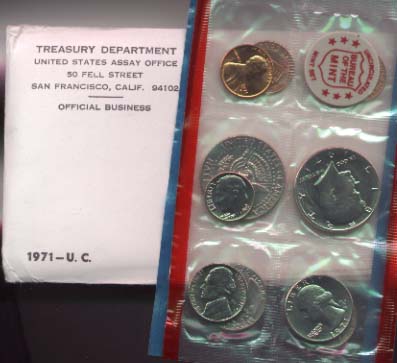 TREASURY DEPARTMENT
UNITED STATES ASSAY OFFICE
50 FELL STREET
SAN FRANCISCO, CALIF. 94102
OFFICIAL BUSINESS
1971-U.C.
BUREAU
OF THE
MINT
LIBERTY